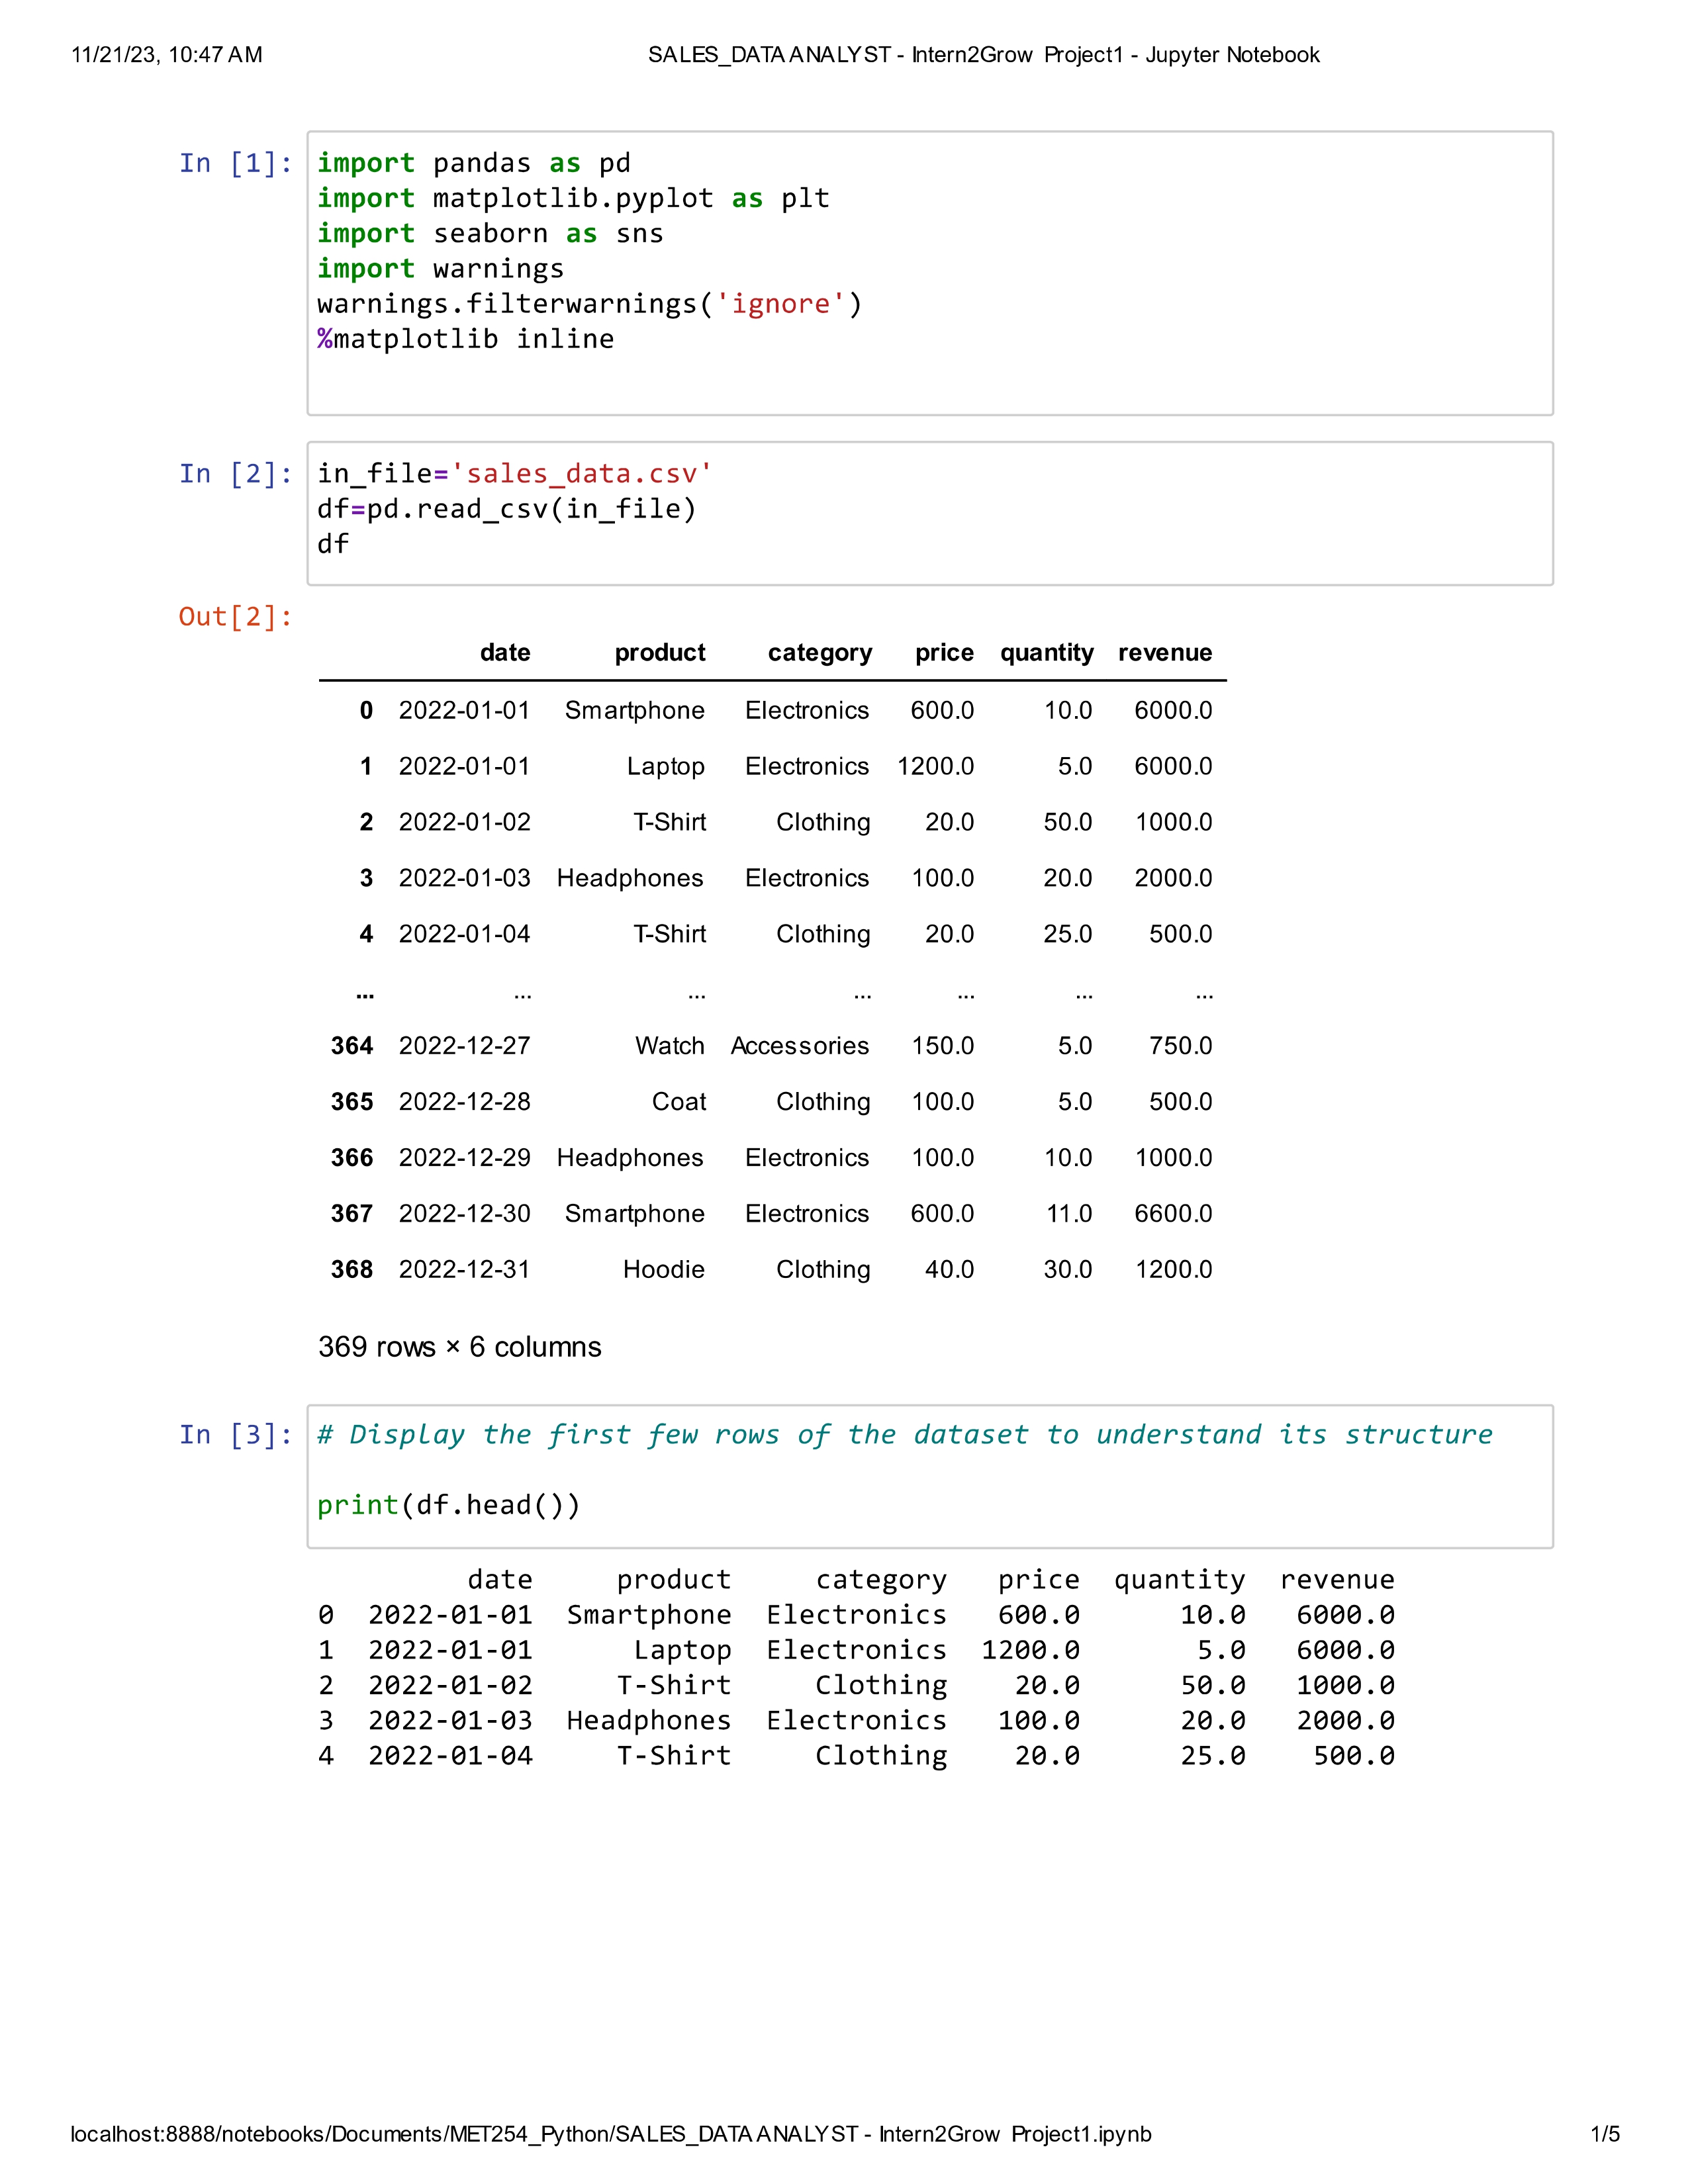 11/21/23, 10:47 AM SALES_DATA ANALYST - Intern2Grow Project1 - Jupyter Notebook
In [1]: import pandas as pd
import matplotlib.pyplot as plt
import seaborn as sns
import warnings
warnings.filterwarnings('ignore')
%matplotlib inline
In [2]: in_file='sales_data.csv'
df=pd.read_csv(in_file)
df
Out[2]:
date product category price quantity revenue
0 2022-01-01 Smartphone Electronics 600.0 10.0 6000.0
1 2022-01-01 Laptop Electronics 1200.0 5.0 6000.0
2 2022-01-02 T-Shirt Clothing 20.0 50.0 1000.0
3 2022-01-03 Headphones Electronics 100.0 20.0 2000.0
4 2022-01-04 T-Shirt Clothing 20.0 25.0 500.0
... ... ... ... ... ... ...
364 2022-12-27 Watch Accessories 150.0 5.0 750.0
365 2022-12-28 Coat Clothing 100.0 5.0 500.0
366 2022-12-29 Headphones Electronics 100.0 10.0 1000.0
367 2022-12-30 Smartphone Electronics 600.0 11.0 6600.0
368 2022-12-31 Hoodie Clothing 40.0 30.0 1200.0
369 rows × 6 columns
In [3]: # Display the first few rows of the dataset to understand its structure
print(df.head())
date product category price quantity revenue
0 2022-01-01 Smartphone Electronics 600.0 10.0 6000.0
1 2022-01-01 Laptop Electronics 1200.0 5.0 6000.0
2 2022-01-02 T-Shirt Clothing 20.0 50.0 1000.0
3 2022-01-03 Headphones Electronics 100.0 20.0 2000.0
4 2022-01-04 T-Shirt Clothing 20.0 25.0 500.0
localhost:8888/notebooks/Documents/MET254_Python/SALES_DATA ANALYST - Intern2Grow Project1.ipynb 1/5